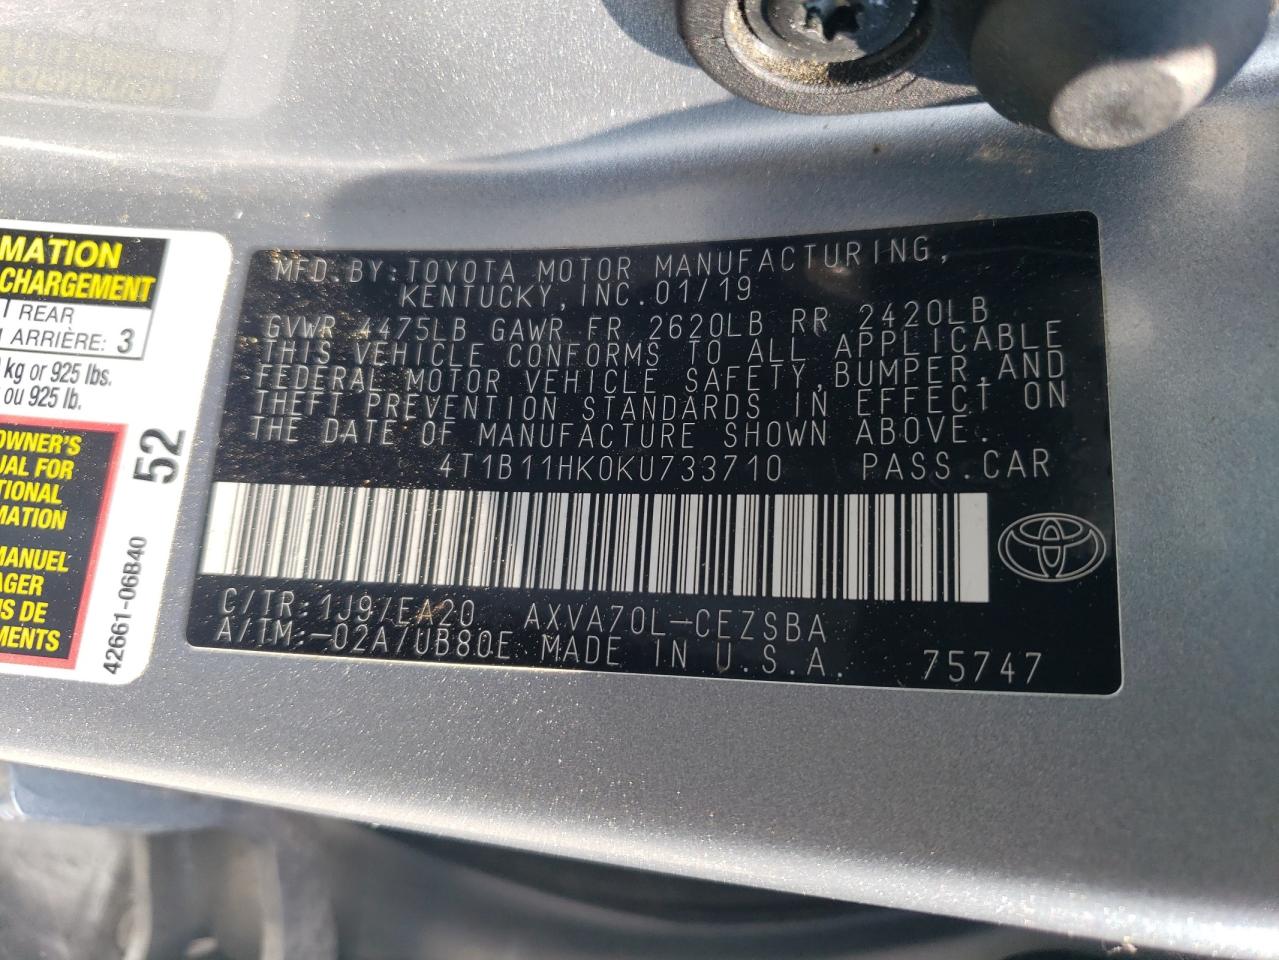 MATION
CHARGEMENT
REAR
ARRIÈRE: 3
kg or 925 lbs.
ou 925 lb.
OWNER'S
UAL FOR
TIONAL
MATION
MANUEL
AGER
S DE
MENTS
52
42661-06B40
MFD. BY: TOYOTA MOTOR MANUFACTURING,
KENTUCKY, INC. 01/19
GVWR 4475LB GAWR FR 2620LB RR 2420LB
THIS VEHICLE CONFORMS TO ALL APPLICABLE
FEDERAL MOTOR VEHICLE SAFETY, BUMPER, AND
THEFT PREVENTION STANDARDS IN EFFECT ON
THE DATE OF MANUFACTURE SHOWN ABOVE.
4T1B11HK0KU733710 PASS. CAR
C/TR: 1J9/EA20 AXVA70L-CEZSBA
A/TM:-02A/UB80E MADE IN U.S.A. 75747